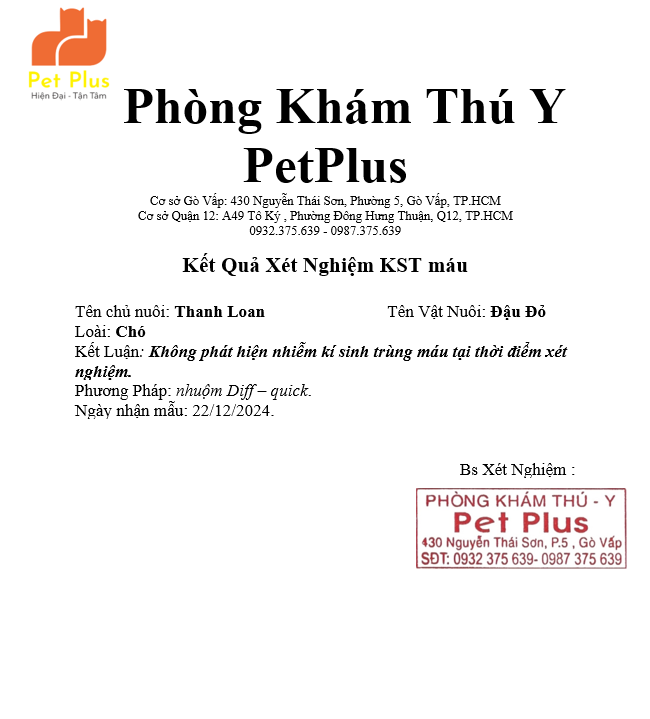 Pet Plus
Hiện Đại - Tận Tâm
Phòng Khám Thú Y
PetPlus
Cơ sở Gò Vấp: 430 Nguyễn Thái Sơn, Phường 5, Gò Vấp, TP.HCM
Cơ sở Quận 12: A49 Tô Ký , Phường Đông Hưng Thuận, Q12, TP.HCM
0932.375.639 - 0987.375.639
Kết Quả Xét Nghiệm KST máu
Tên chủ nuôi: Thanh Loan Tên Vật Nuôi: Đậu Đỏ
Loài: Chó
Kết Luận: Không phát hiện nhiễm kí sinh trùng máu tại thời điểm xét
nghiệm.
Phương Pháp: nhuộm Diff – quick.
Ngày nhận mẫu: 22/12/2024.
Bs Xét Nghiệm :
PHÒNG KHÁM THÚ - Y
Pet Plus
430 Nguyễn Thái Sơn, P.5 , Gò Vấp
SĐT: 0932 375 639- 0987 375 639